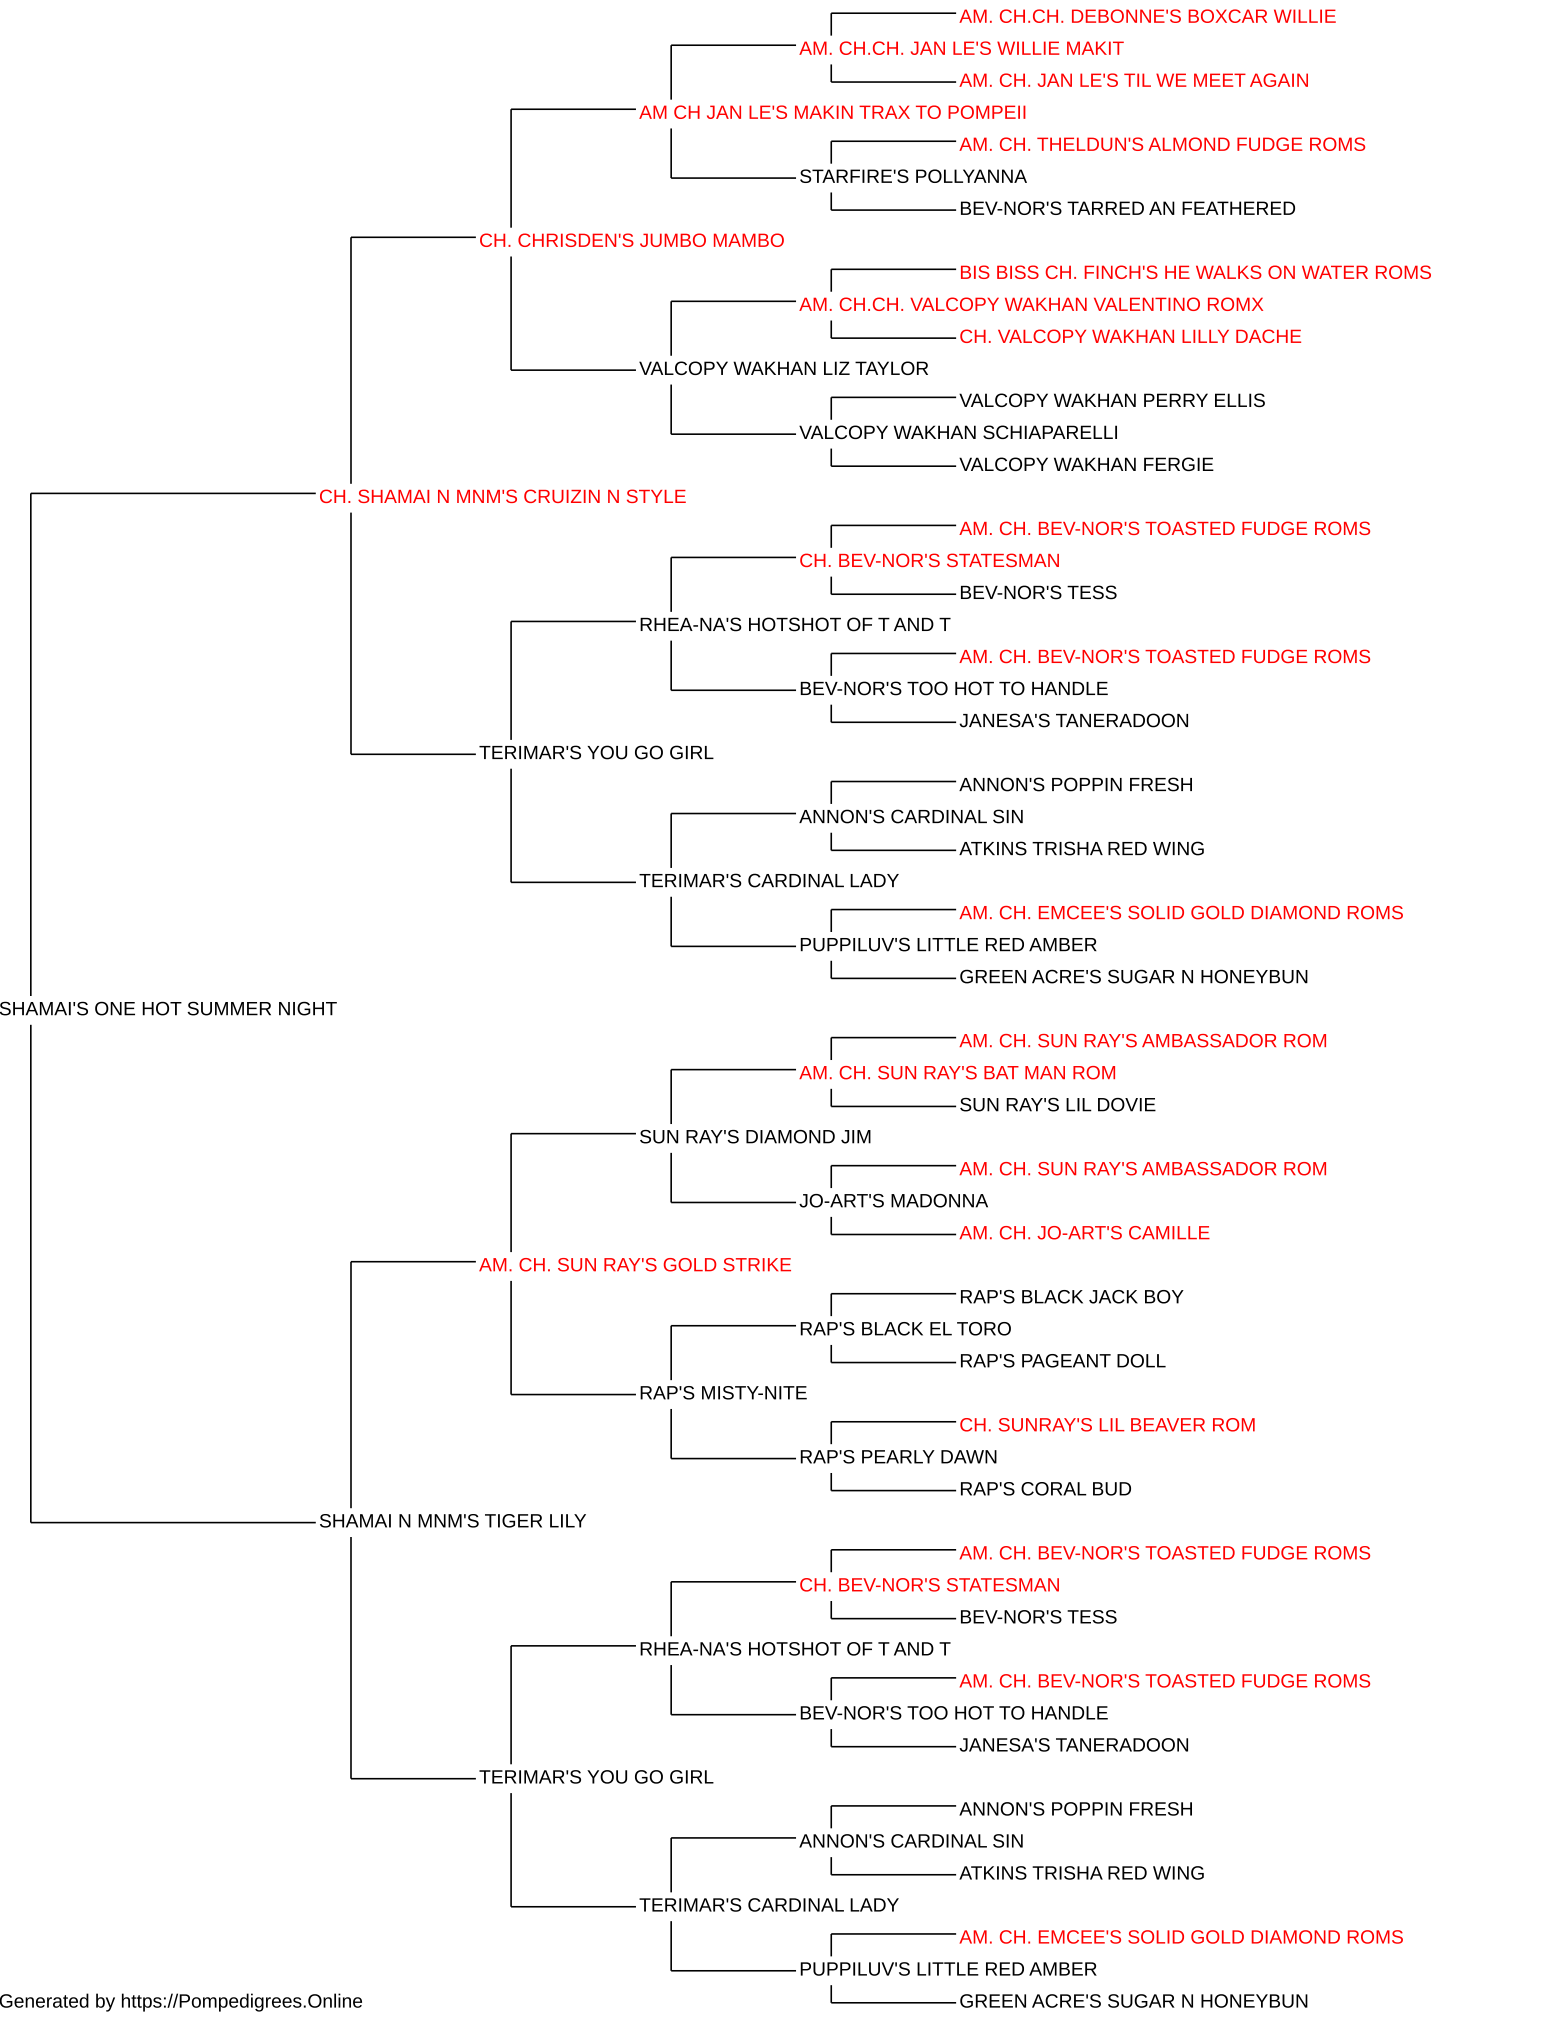 AM. CH.CH. DEBONNE'S BOXCAR WILLIE
AM. CH.CH. JAN LE'S WILLIE MAKIT
AM. CH. JAN LE'S TIL WE MEET AGAIN
AM CH JAN LE'S MAKIN TRAX TO POMPEII
AM. CH. THELDUN'S ALMOND FUDGE ROMS
STARFIRE'S POLLYANNA
BEV-NOR'S TARRED AN FEATHERED
CH. CHRISDEN'S JUMBO MAMBO
BIS BISS CH. FINCH'S HE WALKS ON WATER ROMS
AM. CH.CH. VALCOPY WAKHAN VALENTINO ROMX
CH. VALCOPY WAKHAN LILLY DACHE
VALCOPY WAKHAN LIZ TAYLOR
VALCOPY WAKHAN PERRY ELLIS
VALCOPY WAKHAN SCHIAPARELLI
VALCOPY WAKHAN FERGIE
CH. SHAMAI N MNM'S CRUIZIN N STYLE
AM. CH. BEV-NOR'S TOASTED FUDGE ROMS
CH. BEV-NOR'S STATESMAN
BEV-NOR'S TESS
RHEA-NA'S HOTSHOT OF T AND T
AM. CH. BEV-NOR'S TOASTED FUDGE ROMS
BEV-NOR'S TOO HOT TO HANDLE
JANESA'S TANERADOON
TERIMAR'S YOU GO GIRL
ANNON'S POPPIN FRESH
ANNON'S CARDINAL SIN
ATKINS TRISHA RED WING
TERIMAR'S CARDINAL LADY
AM. CH. EMCEE'S SOLID GOLD DIAMOND ROMS
PUPPILUV'S LITTLE RED AMBER
GREEN ACRE'S SUGAR N HONEYBUN
SHAMAI'S ONE HOT SUMMER NIGHT
AM. CH. SUN RAY'S AMBASSADOR ROM
AM. CH. SUN RAY'S BAT MAN ROM
SUN RAY'S LIL DOVIE
SUN RAY'S DIAMOND JIM
AM. CH. SUN RAY'S AMBASSADOR ROM
JO-ART'S MADONNA
AM. CH. JO-ART'S CAMILLE
AM. CH. SUN RAY'S GOLD STRIKE
RAP'S BLACK JACK BOY
RAP'S BLACK EL TORO
RAP'S PAGEANT DOLL
RAP'S MISTY-NITE
CH. SUNRAY'S LIL BEAVER ROM
RAP'S PEARLY DAWN
RAP'S CORAL BUD
SHAMAI N MNM'S TIGER LILY
AM. CH. BEV-NOR'S TOASTED FUDGE ROMS
CH. BEV-NOR'S STATESMAN
BEV-NOR'S TESS
RHEA-NA'S HOTSHOT OF T AND T
AM. CH. BEV-NOR'S TOASTED FUDGE ROMS
BEV-NOR'S TOO HOT TO HANDLE
JANESA'S TANERADOON
TERIMAR'S YOU GO GIRL
ANNON'S POPPIN FRESH
ANNON'S CARDINAL SIN
ATKINS TRISHA RED WING
TERIMAR'S CARDINAL LADY
AM. CH. EMCEE'S SOLID GOLD DIAMOND ROMS
PUPPILUV'S LITTLE RED AMBER
GREEN ACRE'S SUGAR N HONEYBUN
Generated by https://Pompedigrees.Online